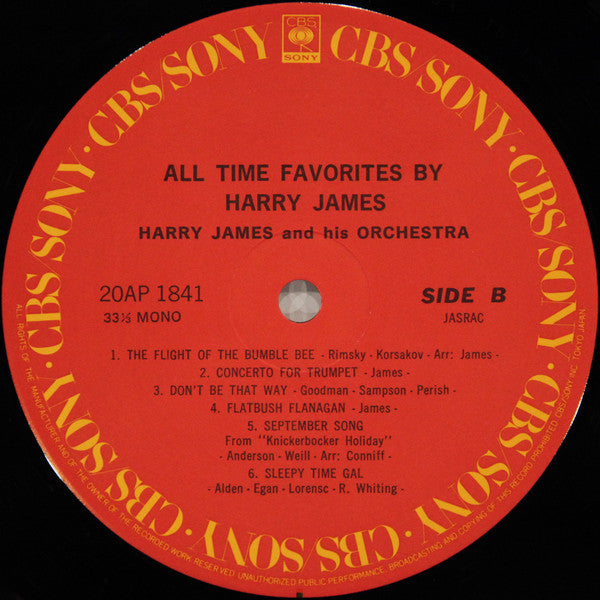 CBS
SONY
CBS/SONY · CBS/SONY · CBS/SONY · CBS/SONY · CBS/SONY · CBS/SONY · CBS/SONY · CBS/SONY
ALL TIME FAVORITES BY
HARRY JAMES
HARRY JAMES and his ORCHESTRA
20AP 1841
SIDE B
33⅓ MONO
JASRAC
1. THE FLIGHT OF THE BUMBLE BEE - Rimsky - Korsakov - Arr: James -
2. CONCERTO FOR TRUMPET - James -
3. DON'T BE THAT WAY - Goodman - Sampson - Perish -
4. FLATBUSH FLANAGAN - James -
5. SEPTEMBER SONG
From "Knickerbocker Holiday"
- Anderson - Weill - Arr: Conniff -
6. SLEEPY TIME GAL
- Alden - Egan - Lorensc - R. Whiting -
ALL RIGHTS OF THE MANUFACTURER AND OF THE OWNER OF THE RECORDED WORK RESERVED UNAUTHORIZED PUBLIC PERFORMANCE, BROADCASTING AND COPYING OF THIS RECORD PROHIBITED CBS/SONY INC. TOKYO JAPAN.